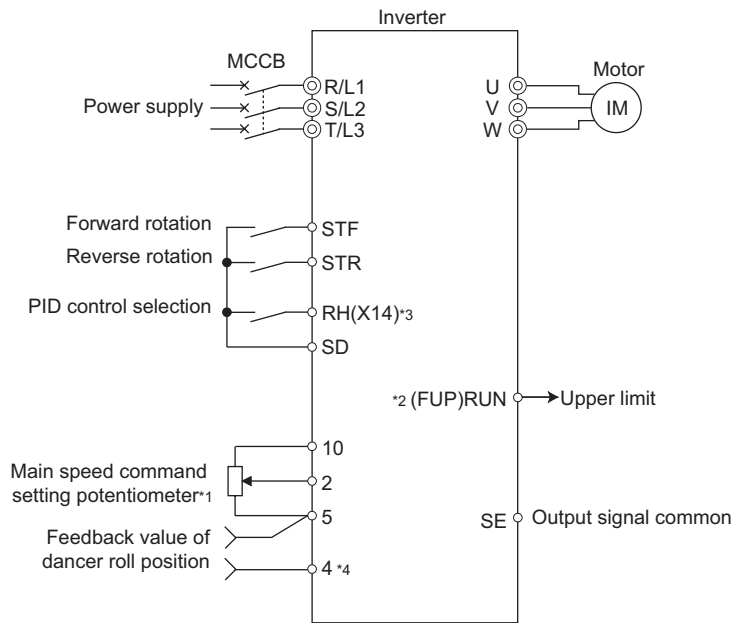 Inverter
MCCB
Power supply
R/L1
S/L2
T/L3
U
V
W
Motor
IM
Forward rotation
STF
Reverse rotation
STR
PID control selection
RH(X14)*3
SD
*2 (FUP)RUN
Upper limit
10
Main speed command
setting potentiometer*1
2
5
SE
Output signal common
Feedback value of
dancer roll position
4 *4